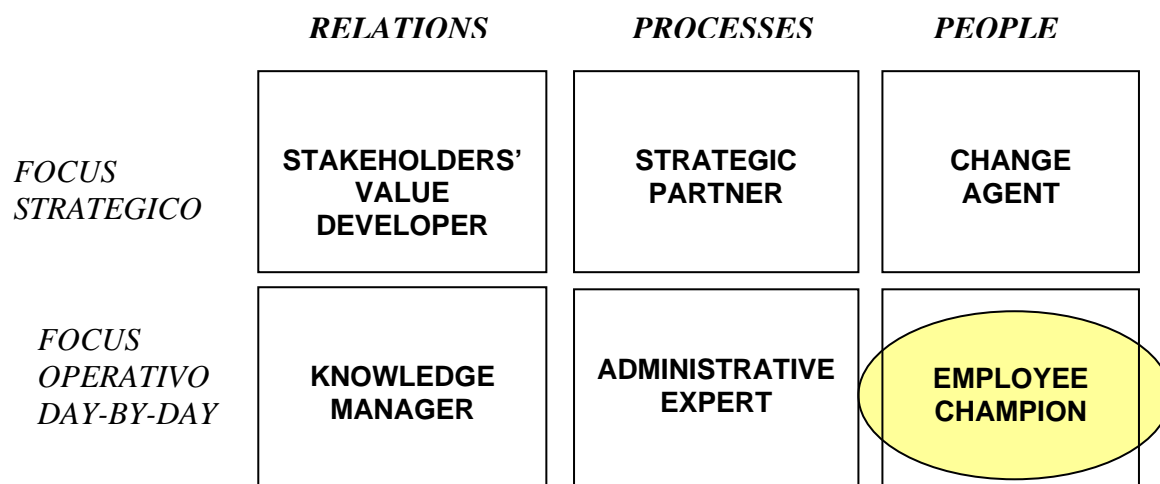 RELATIONS PROCESSES PEOPLE
FOCUS
STRATEGICO
STAKEHOLDERS’
VALUE
DEVELOPER
STRATEGIC
PARTNER
CHANGE
AGENT
FOCUS
OPERATIVO
DAY-BY-DAY
KNOWLEDGE
MANAGER
ADMINISTRATIVE
EXPERT
EMPLOYEE
CHAMPION